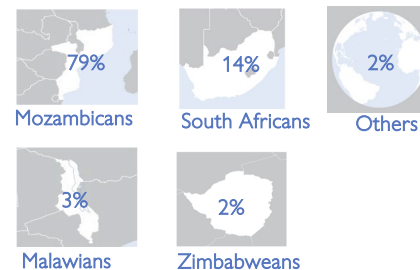 79%
Mozambicans
14%
South Africans
2%
Others
3%
Malawians
2%
Zimbabweans